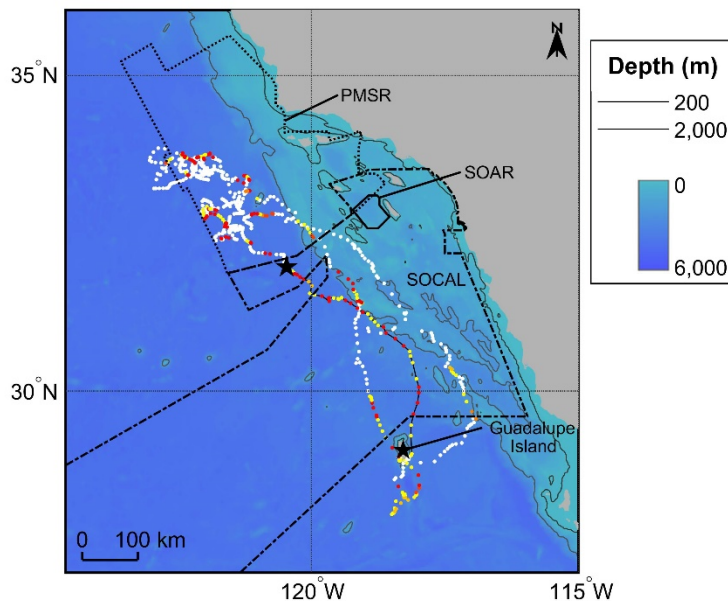 N
35°N
30°N
120°W
115°W
PMSR
SOAR
SOCAL
Guadalupe
Island
0 100 km
Depth (m)
200
2,000
0
6,000